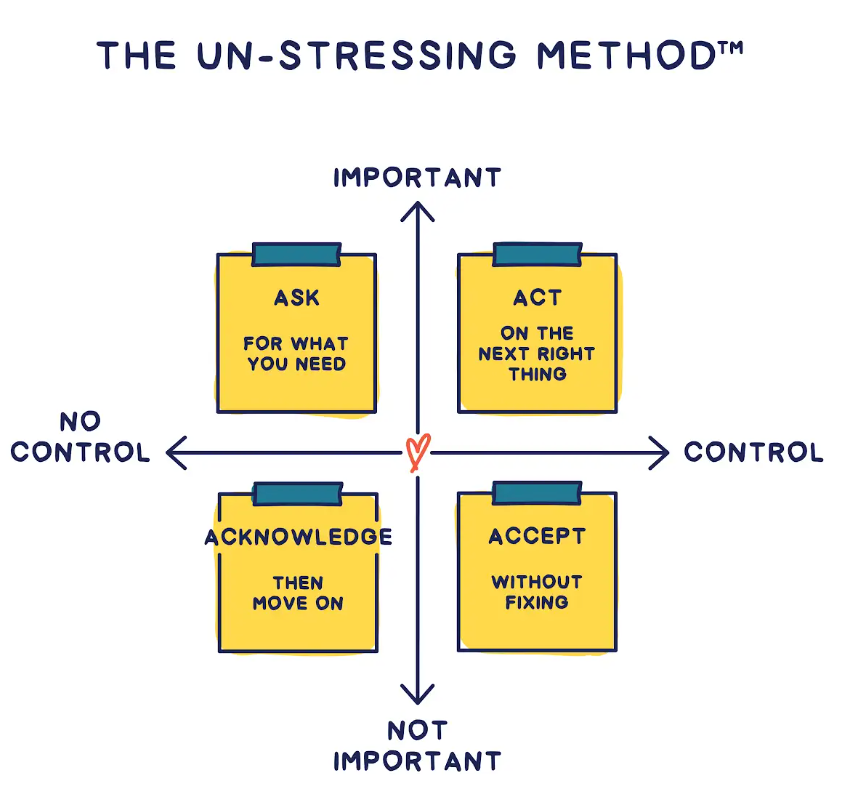 THE UN-STRESSING METHOD™
IMPORTANT
ASK
FOR WHAT
YOU NEED
ACT
ON THE
NEXT RIGHT
THING
NO
CONTROL
CONTROL
ACKNOWLEDGE
THEN
MOVE ON
ACCEPT
WITHOUT
FIXING
NOT
IMPORTANT